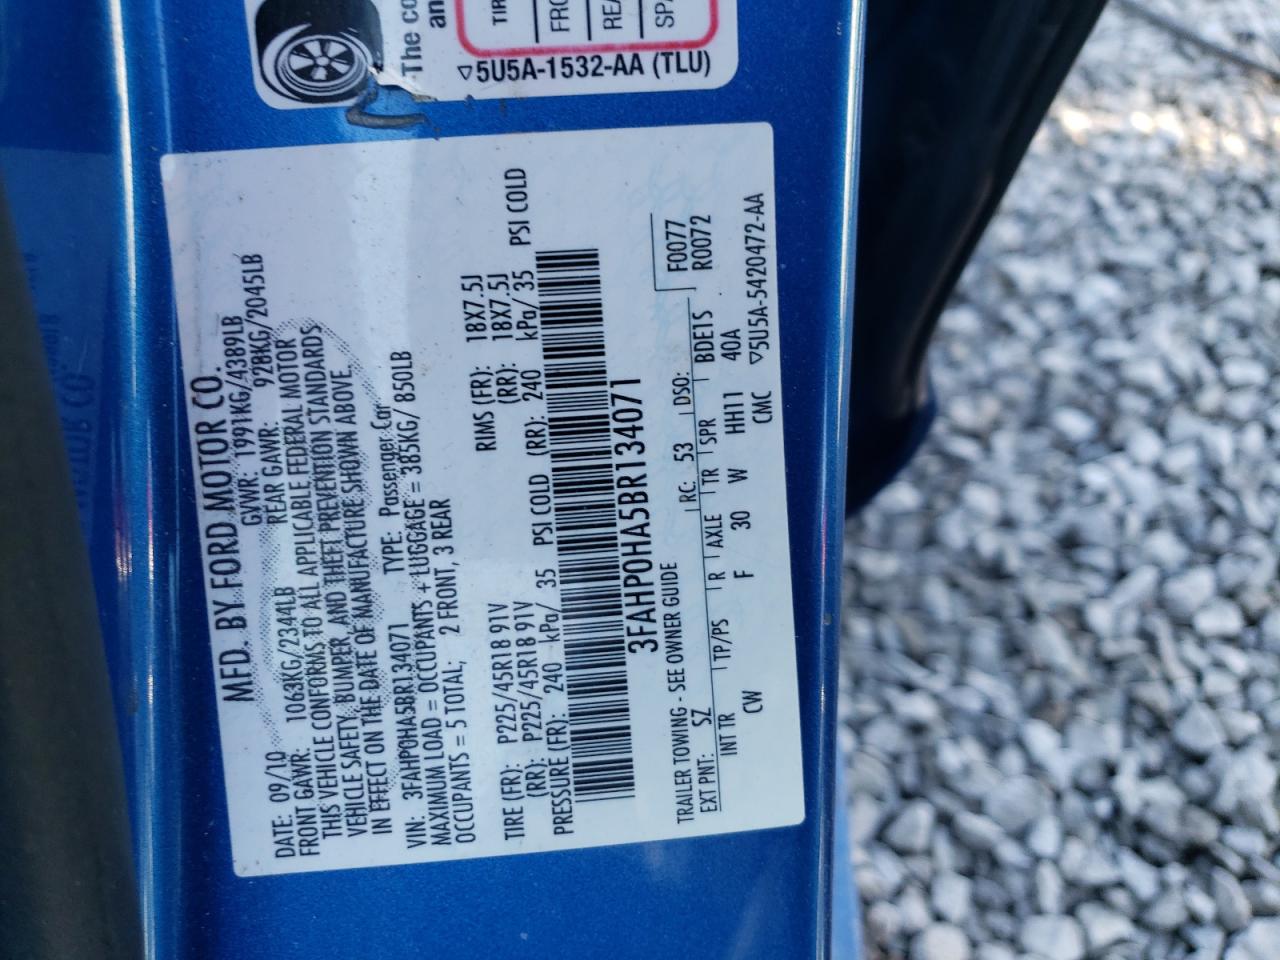 The co
an
TIR
FRO
REA
SPA
▽5U5A-1532-AA (TLU)
MFD. BY FORD MOTOR CO.
DATE: 09/10 GVWR: 1991KG/4389LB
FRONT GAWR: 1063KG/2344LB REAR GAWR: 928KG/2045LB
THIS VEHICLE CONFORMS TO ALL APPLICABLE FEDERAL MOTOR
VEHICLE SAFETY, BUMPER, AND THEFT PREVENTION STANDARDS
IN EFFECT ON THE DATE OF MANUFACTURE SHOWN ABOVE.
VIN: 3FAHP0HA5BR134071 TYPE: Passenger Car
MAXIMUM LOAD = OCCUPANTS + LUGGAGE = 385KG/ 850LB
OCCUPANTS = 5 TOTAL; 2 FRONT, 3 REAR
TIRE (FR): P225/45R18 91V RIMS (FR): 18X7.5J
(RR): P225/45R18 91V (RR): 18X7.5J
PRESSURE (FR): 240 kPa/ 35 PSI COLD (RR): 240 kPa/ 35 PSI COLD
3FAHP0HA5BR134071
TRAILER TOWING - SEE OWNER GUIDE F0077
EXT PNT: SZ RC: 53 DSO: R0072
INT TR TP/PS R AXLE TR SPR BDE1S
CW F 30 W HH11 40A
CMC ▽5U5A-5420472-AA